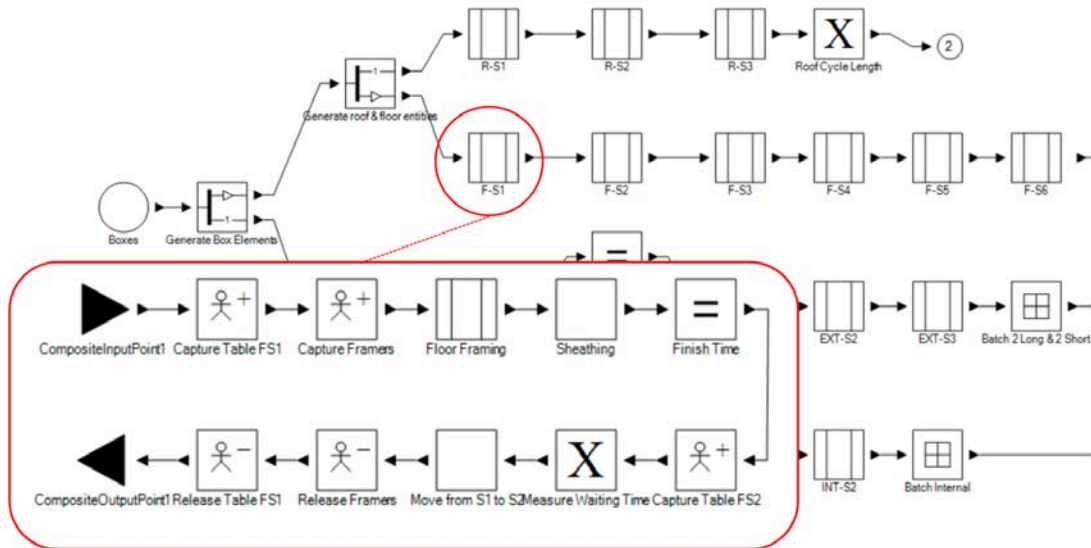 R-S1
R-S2
R-S3
X
Roof Cycle Length
2
1
Generate roof & floor entities
F-S1
F-S2
F-S3
F-S4
F-S5
F-S6
Boxes
1
Generate Box Elements
=
CompositeInputPoint1
+
Capture Table FS1
+
Capture Framers
Floor Framing
Sheathing
=
Finish Time
EXT-S2
EXT-S3
Batch 2 Long & 2 Short
CompositeOutputPoint1
−
Release Table FS1
−
Release Framers
Move from S1 to S2
X
Measure Waiting Time
+
Capture Table FS2
INT-S2
Batch Internal